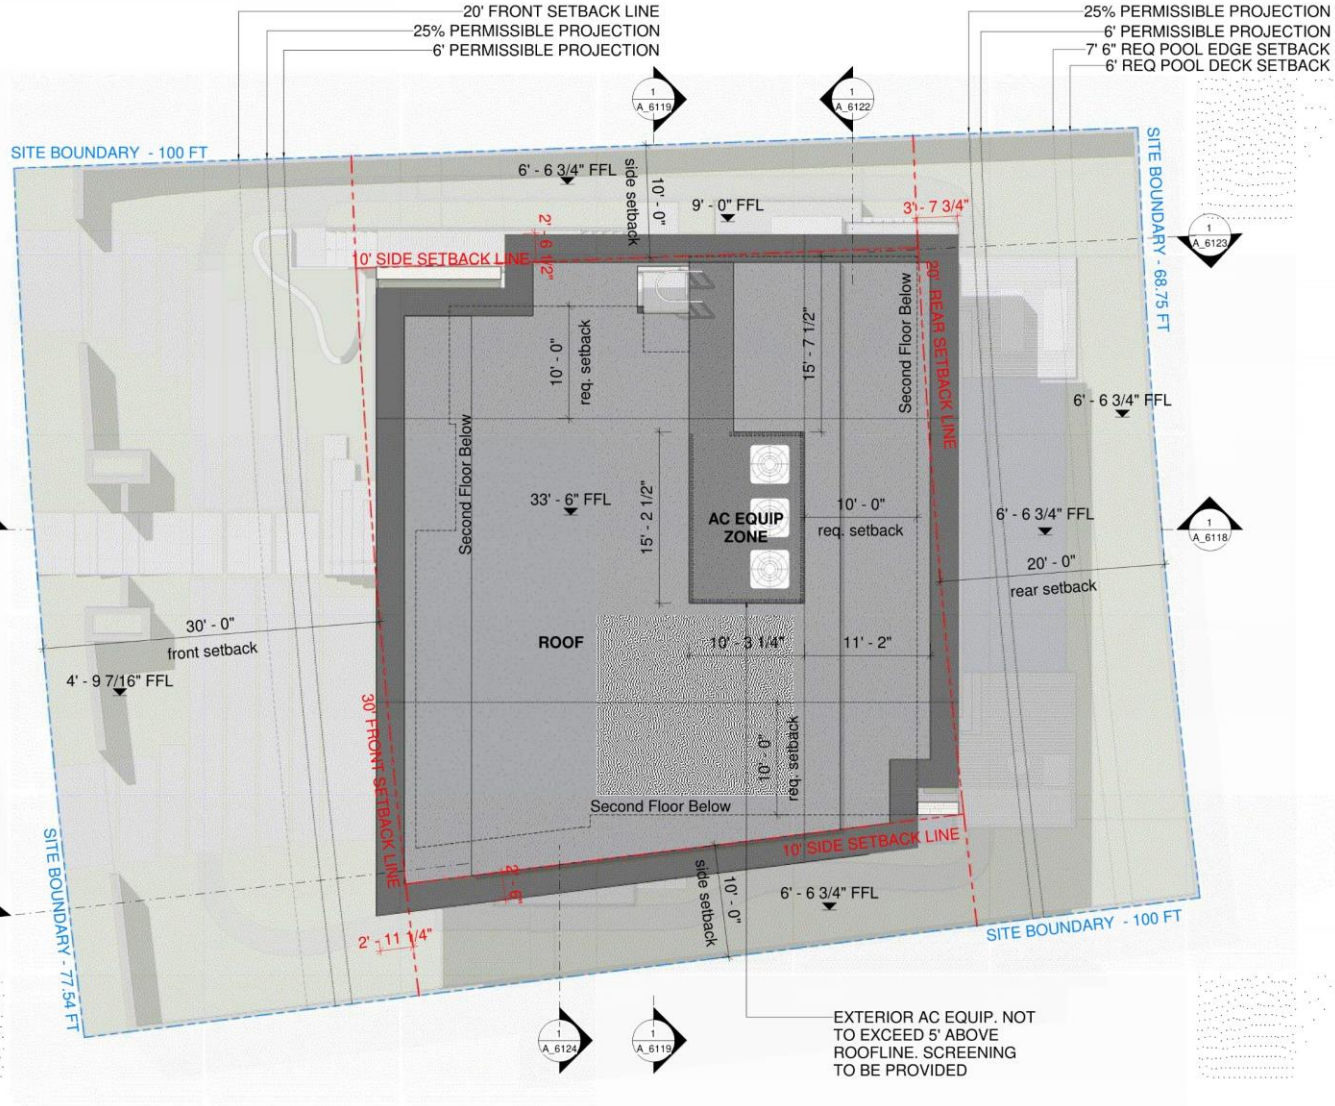 20' FRONT SETBACK LINE
25% PERMISSIBLE PROJECTION
6' PERMISSIBLE PROJECTION
25% PERMISSIBLE PROJECTION
6' PERMISSIBLE PROJECTION
7' 6" REQ POOL EDGE SETBACK
6' REQ POOL DECK SETBACK
1
A_6119
1
A_6122
SITE BOUNDARY - 100 FT
SITE BOUNDARY - 68.75 FT
6' - 6 3/4" FFL
side setback
10' - 0"
9' - 0" FFL
3' - 7 3/4"
2' - 6 1/2"
1
A_6123
10' SIDE SETBACK LINE
20' REAR SETBACK LINE
Second Floor Below
10' - 0"
req. setback
15' - 7 1/2"
6' - 6 3/4" FFL
Second Floor Below
33' - 6" FFL
15' - 2 1/2"
AC EQUIP
ZONE
10' - 0"
req. setback
6' - 6 3/4" FFL
1
A_6118
20' - 0"
rear setback
30' - 0"
front setback
ROOF
10' - 3 1/4"
11' - 2"
4' - 9 7/16" FFL
30' FRONT SETBACK LINE
10' - 0"
req. setback
Second Floor Below
10' SIDE SETBACK LINE
2' - 6"
side setback
10' - 0"
6' - 6 3/4" FFL
2' - 11 1/4"
SITE BOUNDARY - 77.54 FT
SITE BOUNDARY - 100 FT
1
A_6124
1
A_6119
EXTERIOR AC EQUIP. NOT
TO EXCEED 5' ABOVE
ROOFLINE. SCREENING
TO BE PROVIDED